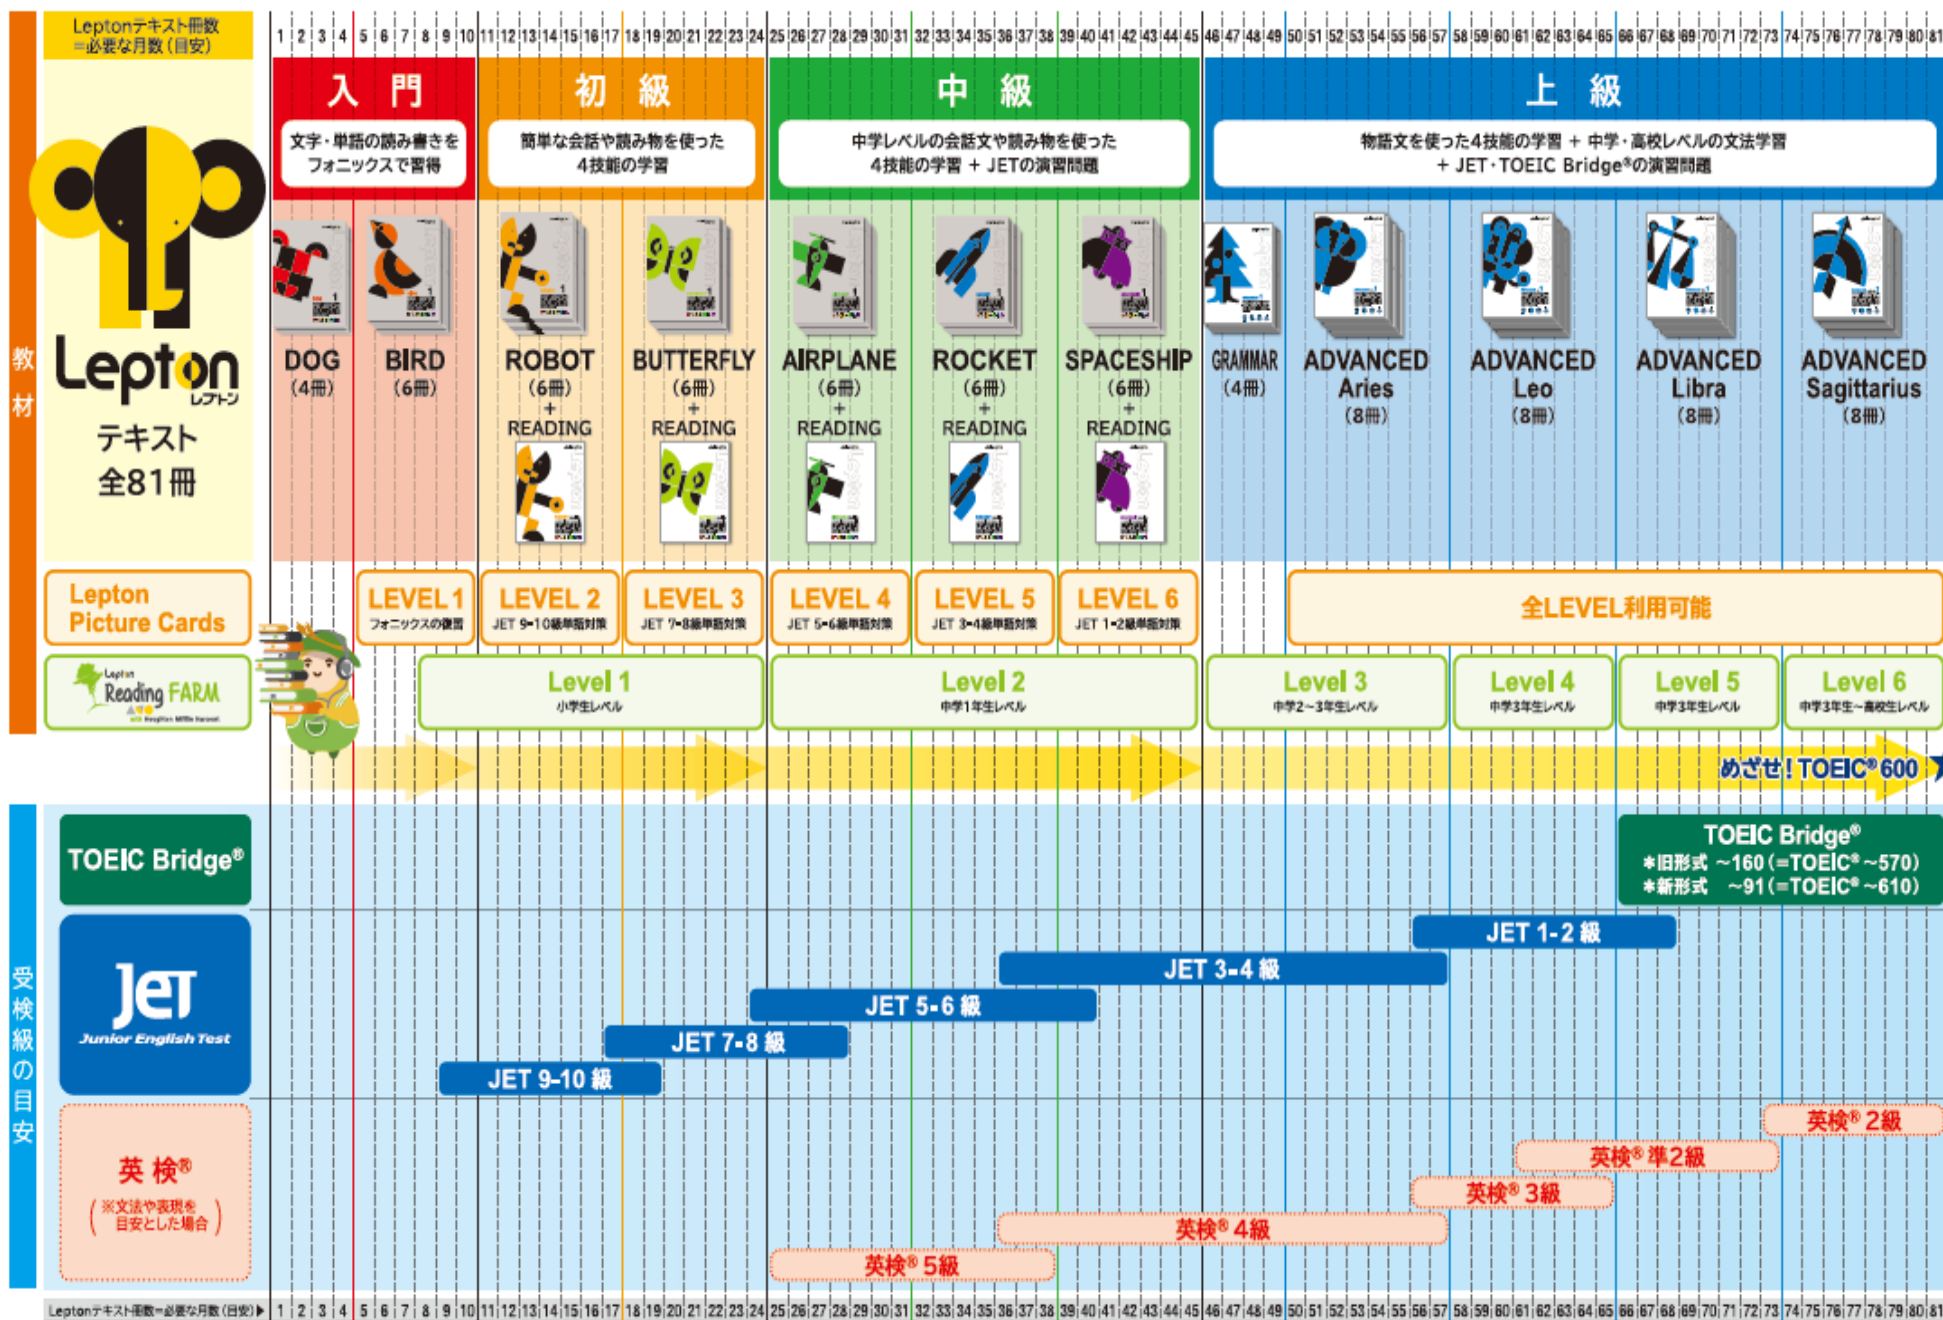 Leptonテキスト冊数
=必要な月数(目安)
1 2 3 4 5 6 7 8 9 10 11 12 13 14 15 16 17 18 19 20 21 22 23 24 25 26 27 28 29 30 31 32 33 34 35 36 37 38 39 40 41 42 43 44 45 46 47 48 49 50 51 52 53 54 55 56 57 58 59 60 61 62 63 64 65 66 67 68 69 70 71 72 73 74 75 76 77 78 79 80 81
教材
Lepton
レプトン
テキスト
全81冊
入門
文字・単語の読み書きを
フォニックスで習得
初級
簡単な会話や読み物を使った
4技能の学習
中級
中学レベルの会話文や読み物を使った
4技能の学習 + JETの演習問題
上級
物語文を使った4技能の学習 + 中学・高校レベルの文法学習
+ JET・TOEIC Bridge®の演習問題
DOG
(4冊)
BIRD
(6冊)
ROBOT
(6冊)
+
READING
BUTTERFLY
(6冊)
+
READING
AIRPLANE
(6冊)
+
READING
ROCKET
(6冊)
+
READING
SPACESHIP
(6冊)
+
READING
GRAMMAR
(4冊)
ADVANCED
Aries
(8冊)
ADVANCED
Leo
(8冊)
ADVANCED
Libra
(8冊)
ADVANCED
Sagittarius
(8冊)
Lepton
Picture Cards
LEVEL 1
フォニックスの復習
LEVEL 2
JET 9-10級単語対策
LEVEL 3
JET 7-8級単語対策
LEVEL 4
JET 5-6級単語対策
LEVEL 5
JET 3-4級単語対策
LEVEL 6
JET 1-2級単語対策
全LEVEL利用可能
Lepton
Reading FARM
with Houghton Mifflin Harcourt
Level 1
小学生レベル
Level 2
中学1年生レベル
Level 3
中学2~3年生レベル
Level 4
中学3年生レベル
Level 5
中学3年生レベル
Level 6
中学3年生~高校生レベル
めざせ!TOEIC® 600
受検級の目安
TOEIC Bridge®
TOEIC Bridge®
*旧形式 ~160(=TOEIC® ~570)
*新形式 ~91(=TOEIC® ~610)
JET
Junior English Test
JET 1-2 級
JET 3-4 級
JET 5-6 級
JET 7-8 級
JET 9-10 級
英検®
(※文法や表現を
目安とした場合)
英検® 2級
英検® 準2級
英検® 3級
英検® 4級
英検® 5級
Leptonテキスト冊数=必要な月数(目安)▶
1 2 3 4 5 6 7 8 9 10 11 12 13 14 15 16 17 18 19 20 21 22 23 24 25 26 27 28 29 30 31 32 33 34 35 36 37 38 39 40 41 42 43 44 45 46 47 48 49 50 51 52 53 54 55 56 57 58 59 60 61 62 63 64 65 66 67 68 69 70 71 72 73 74 75 76 77 78 79 80 81